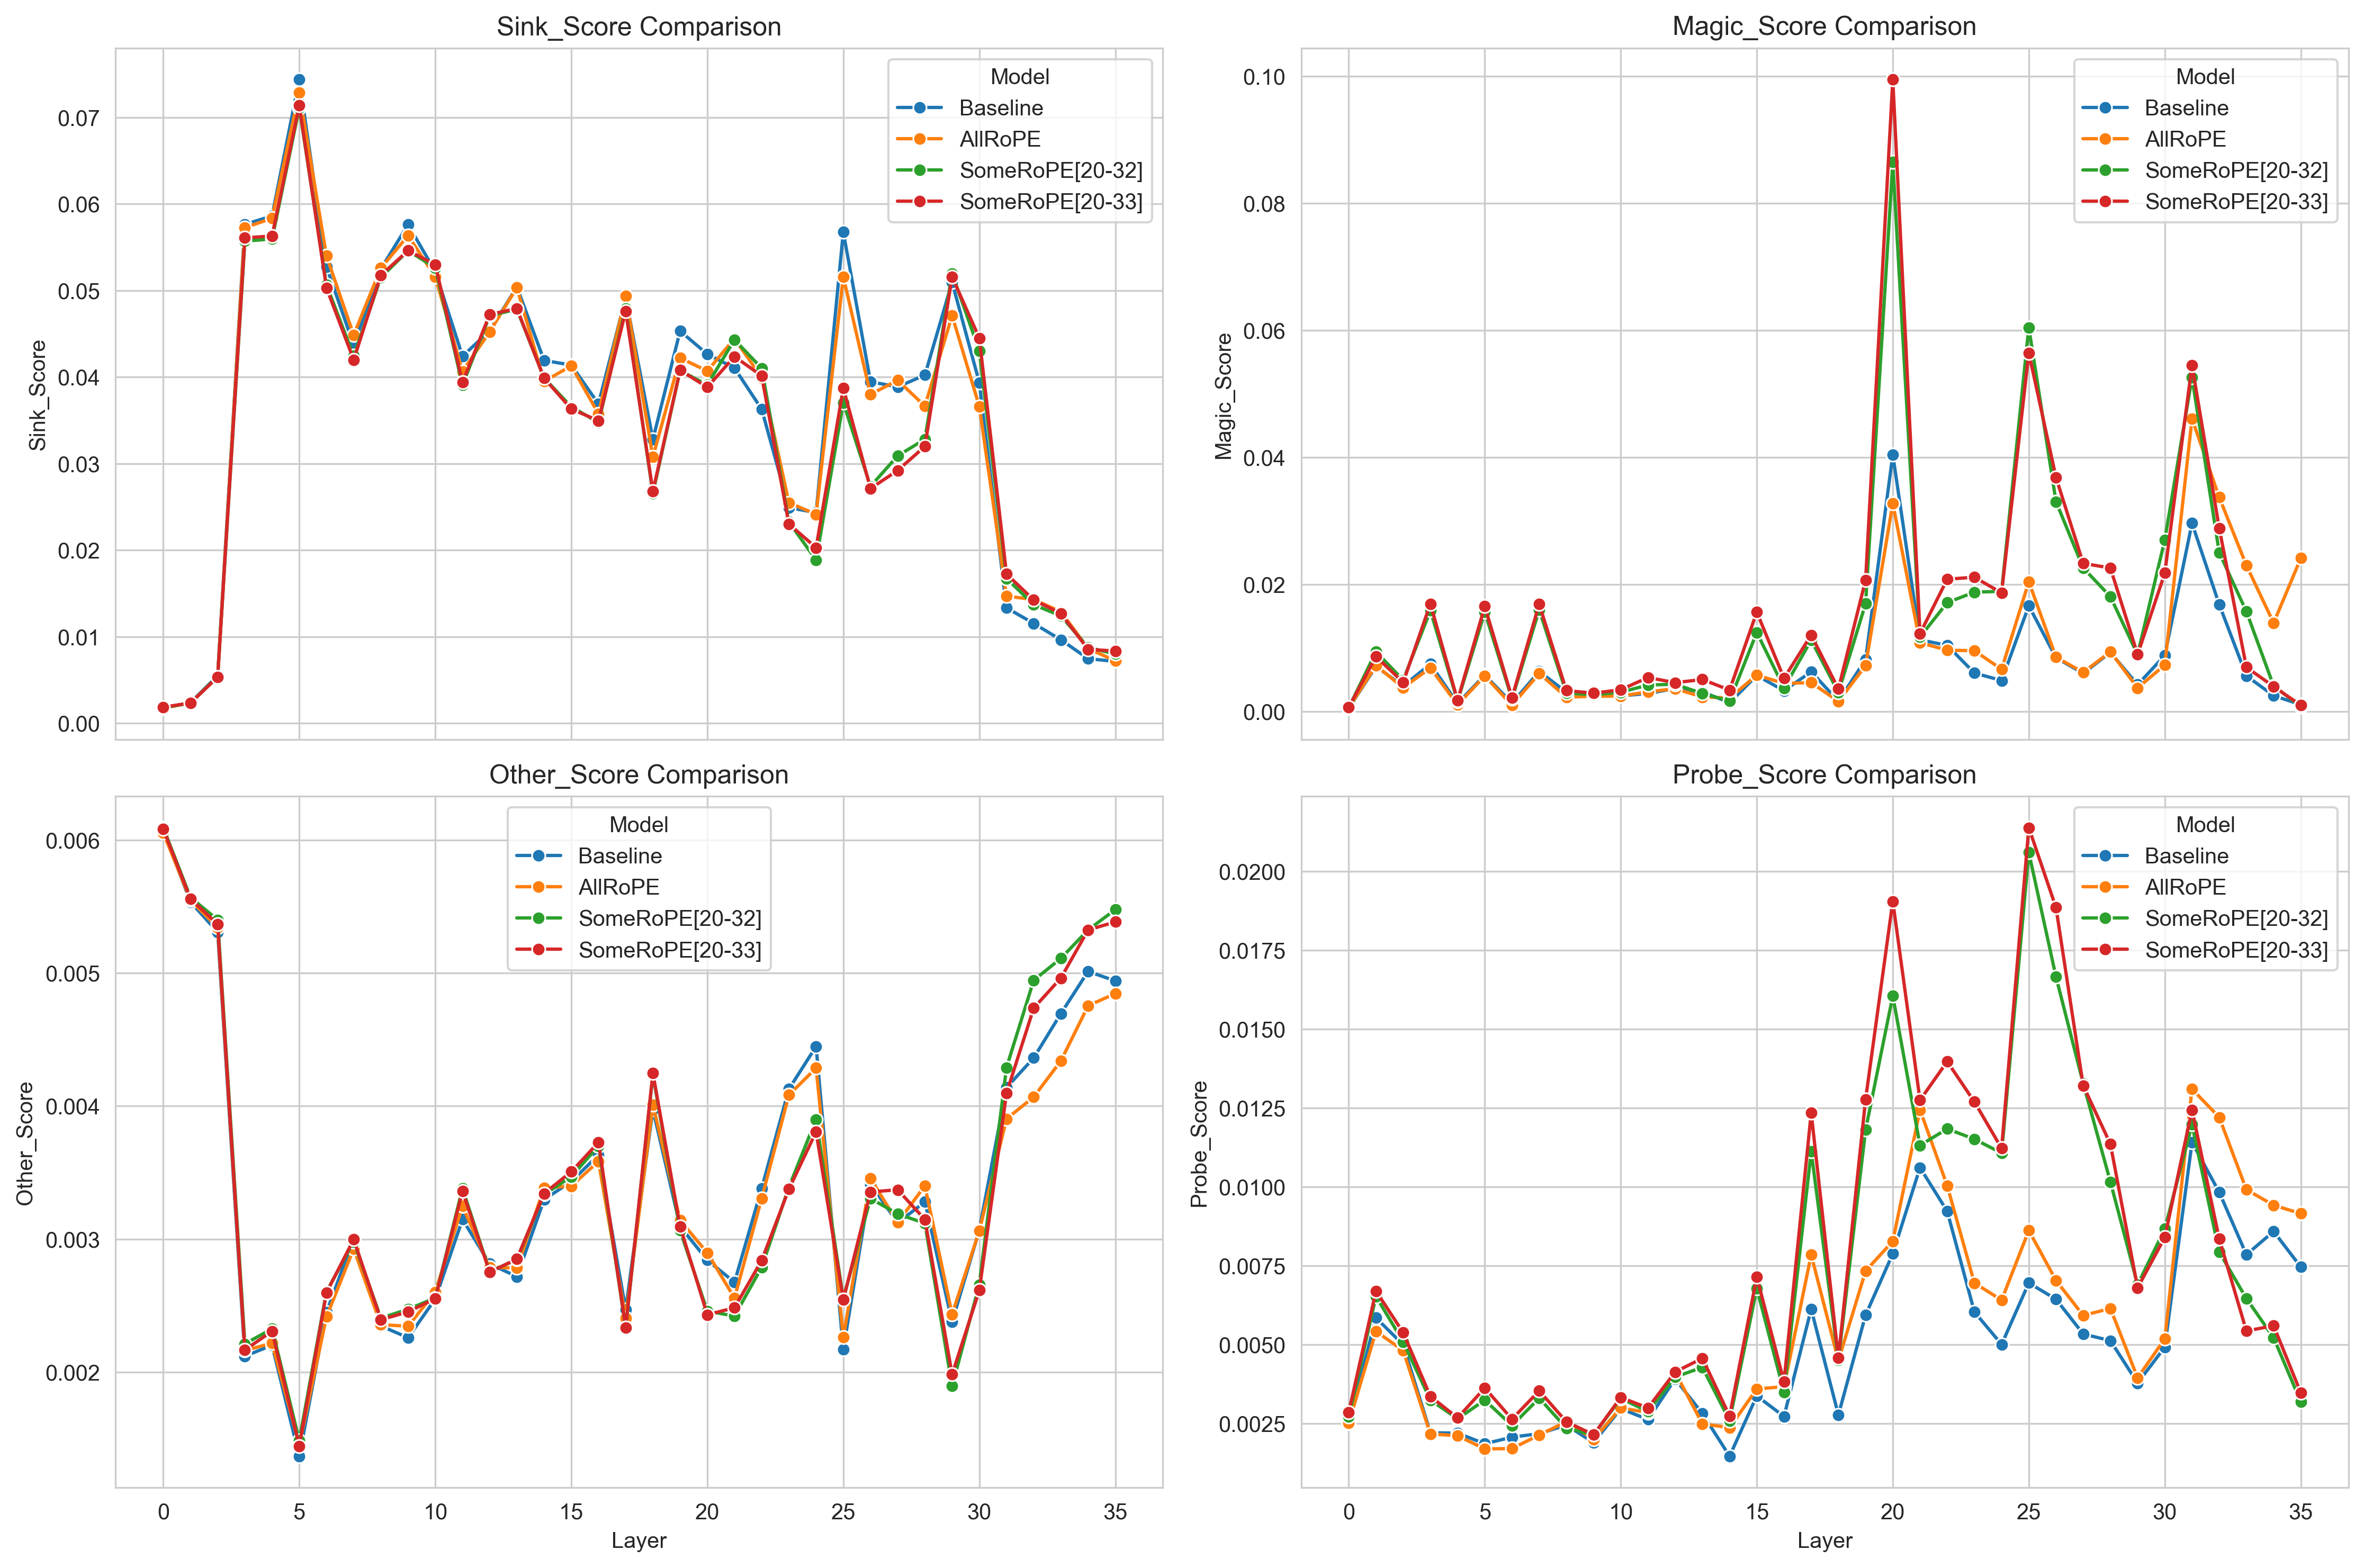 Sink_Score Comparison
Sink_Score
0.07
0.06
0.05
0.04
0.03
0.02
0.01
0.00
Model
Baseline
AllRoPE
SomeRoPE[20-32]
SomeRoPE[20-33]
Magic_Score Comparison
Magic_Score
0.10
0.08
0.06
0.04
0.02
0.00
Model
Baseline
AllRoPE
SomeRoPE[20-32]
SomeRoPE[20-33]
Other_Score Comparison
Other_Score
0.006
0.005
0.004
0.003
0.002
Model
Baseline
AllRoPE
SomeRoPE[20-32]
SomeRoPE[20-33]
0 5 10 15 20 25 30 35
Layer
Probe_Score Comparison
Probe_Score
0.0200
0.0175
0.0150
0.0125
0.0100
0.0075
0.0050
0.0025
Model
Baseline
AllRoPE
SomeRoPE[20-32]
SomeRoPE[20-33]
0 5 10 15 20 25 30 35
Layer